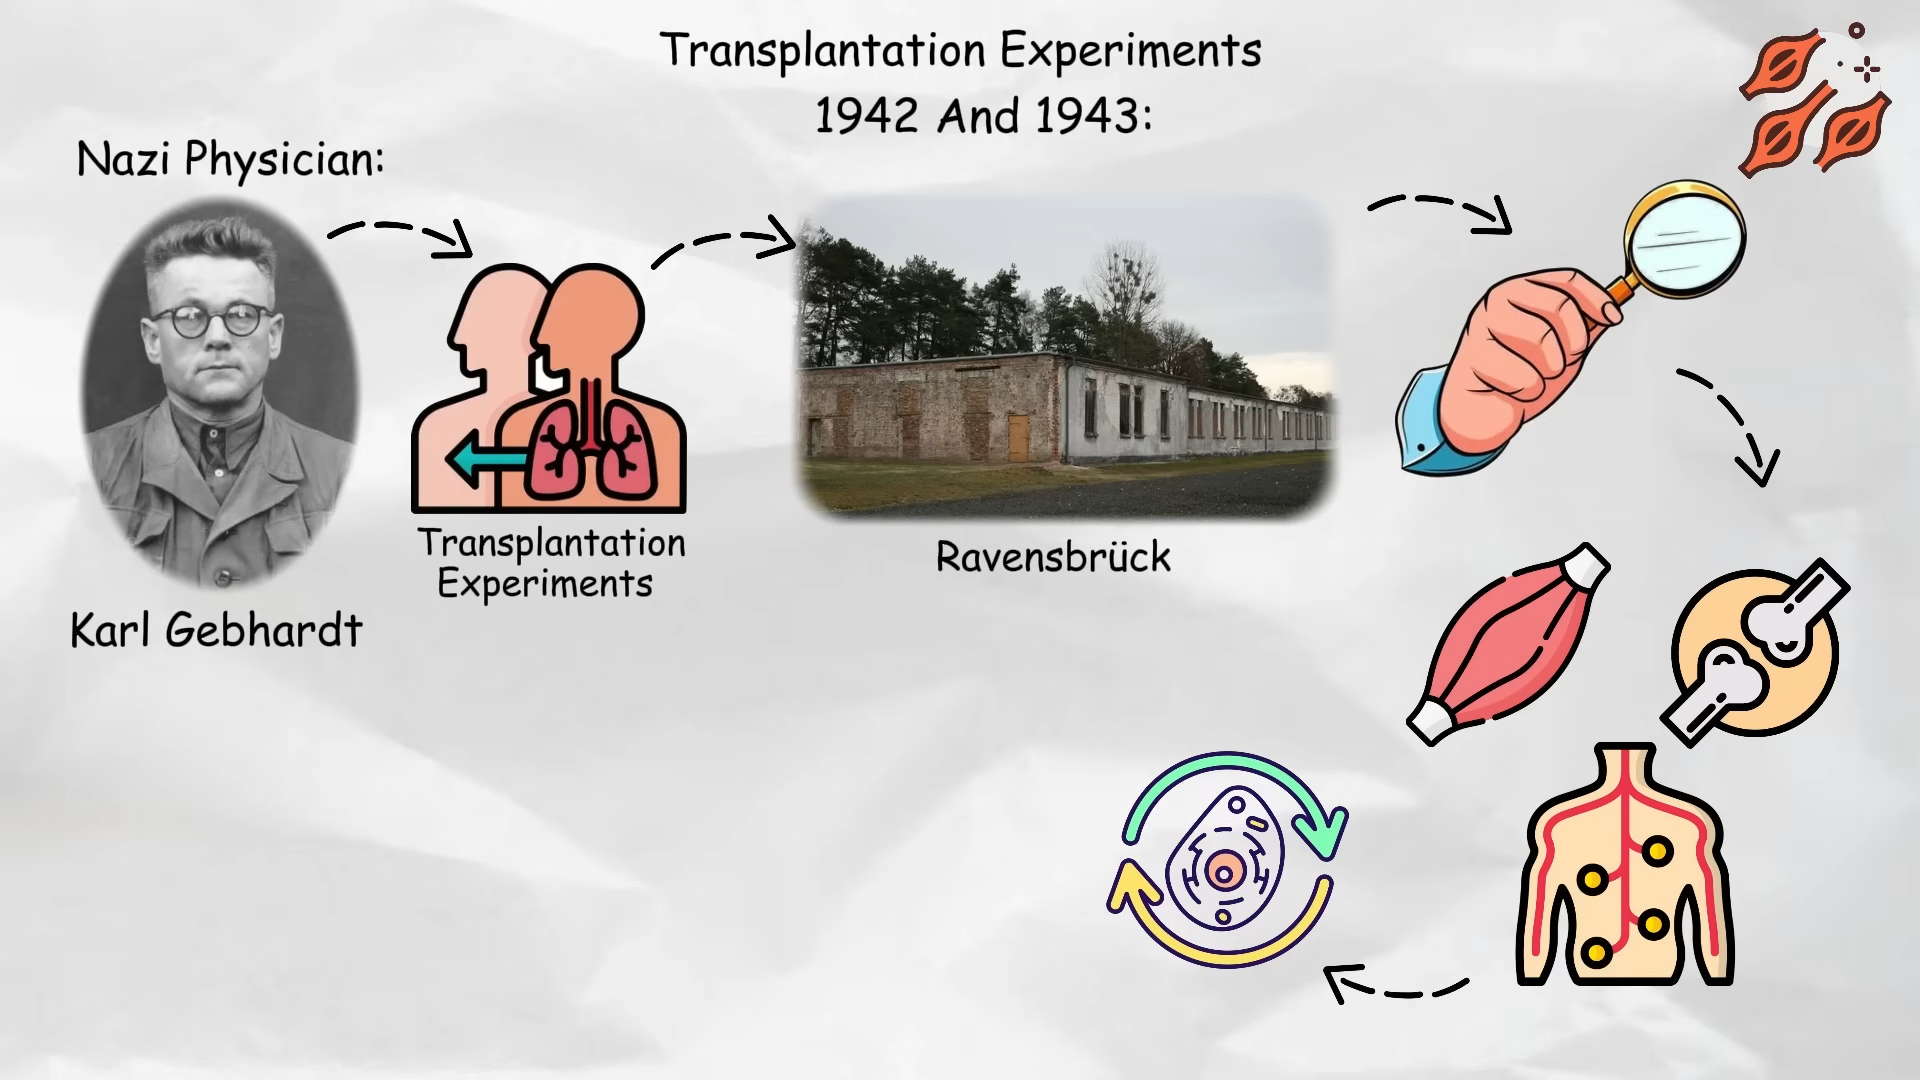 Transplantation Experiments
1942 And 1943:
Nazi Physician:
Karl Gebhardt
Transplantation
Experiments
Ravensbrück